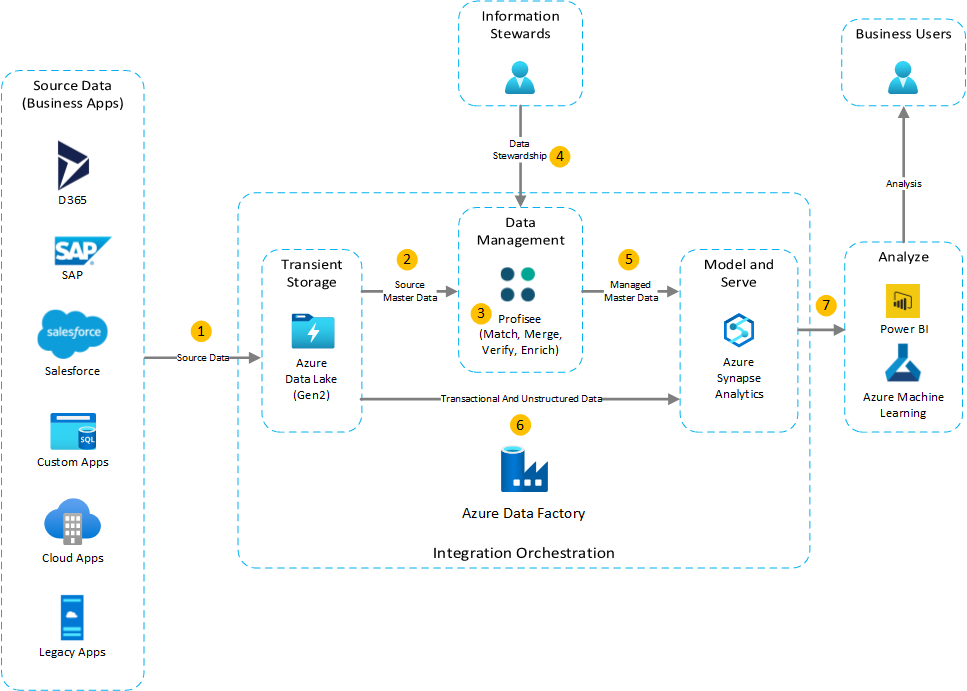 Source Data
(Business Apps)
D365
SAP
SAP
salesforce
Salesforce
SQL
Custom Apps
Cloud Apps
Legacy Apps
1
Source Data
Information
Stewards
Data
Stewardship
4
Transient
Storage
Azure
Data Lake
(Gen2)
2
Source
Master Data
Data
Management
3
Profisee
(Match, Merge,
Verify, Enrich)
5
Managed
Master Data
Transactional And Unstructured Data
6
Azure Data Factory
Integration Orchestration
Model and
Serve
Azure
Synapse
Analytics
7
Business Users
Analysis
Analyze
Power BI
Azure Machine
Learning